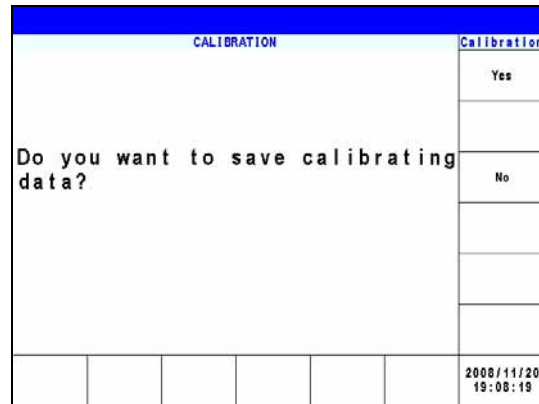 CALIBRATION
Calibration
Yes
Do you want to save calibrating
data?
No
2008/11/20
19:08:19